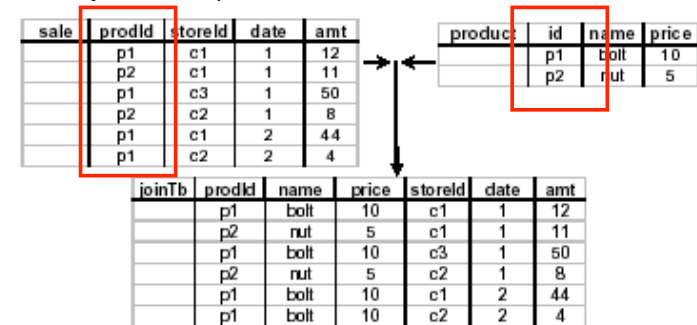 sale prodId storeId date amt
p1 c1 1 12
p2 c1 1 11
p1 c3 1 50
p2 c2 1 8
p1 c1 2 44
p1 c2 2 4
product id name price
p1 bolt 10
p2 nut 5
joinTb prodId name price storeId date amt
p1 bolt 10 c1 1 12
p2 nut 5 c1 1 11
p1 bolt 10 c3 1 50
p2 nut 5 c2 1 8
p1 bolt 10 c1 2 44
p1 bolt 10 c2 2 4